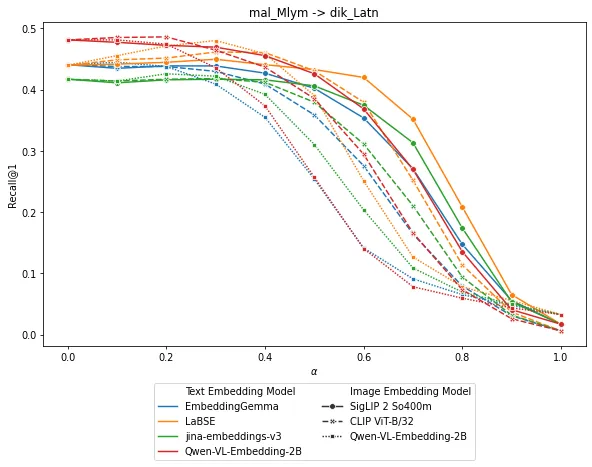 mal_Mlym -> dik_Latn
Recall@1
0.5
0.4
0.3
0.2
0.1
0.0
0.0 0.2 0.4 0.6 0.8 1.0
α
Text Embedding Model
EmbeddingGemma
LaBSE
jina-embeddings-v3
Qwen-VL-Embedding-2B
Image Embedding Model
SigLIP 2 So400m
CLIP ViT-B/32
Qwen-VL-Embedding-2B